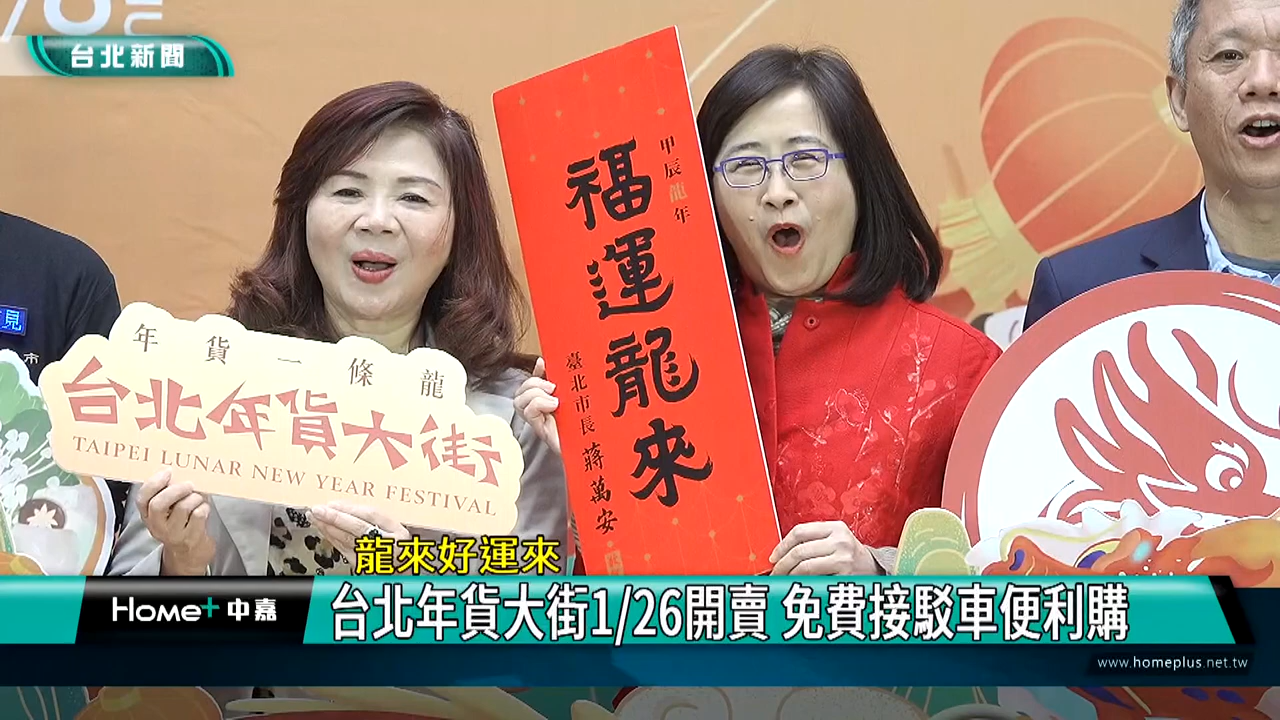 台北新聞
甲辰龍年
福運龍來
臺北市長 蔣萬安
年貨一條龍
台北年貨大街
TAIPEI LUNAR NEW YEAR FESTIVAL
見
市
龍來好運來
Home+中嘉
台北年貨大街1/26開賣 免費接駁車便利購
www.homeplus.net.tw